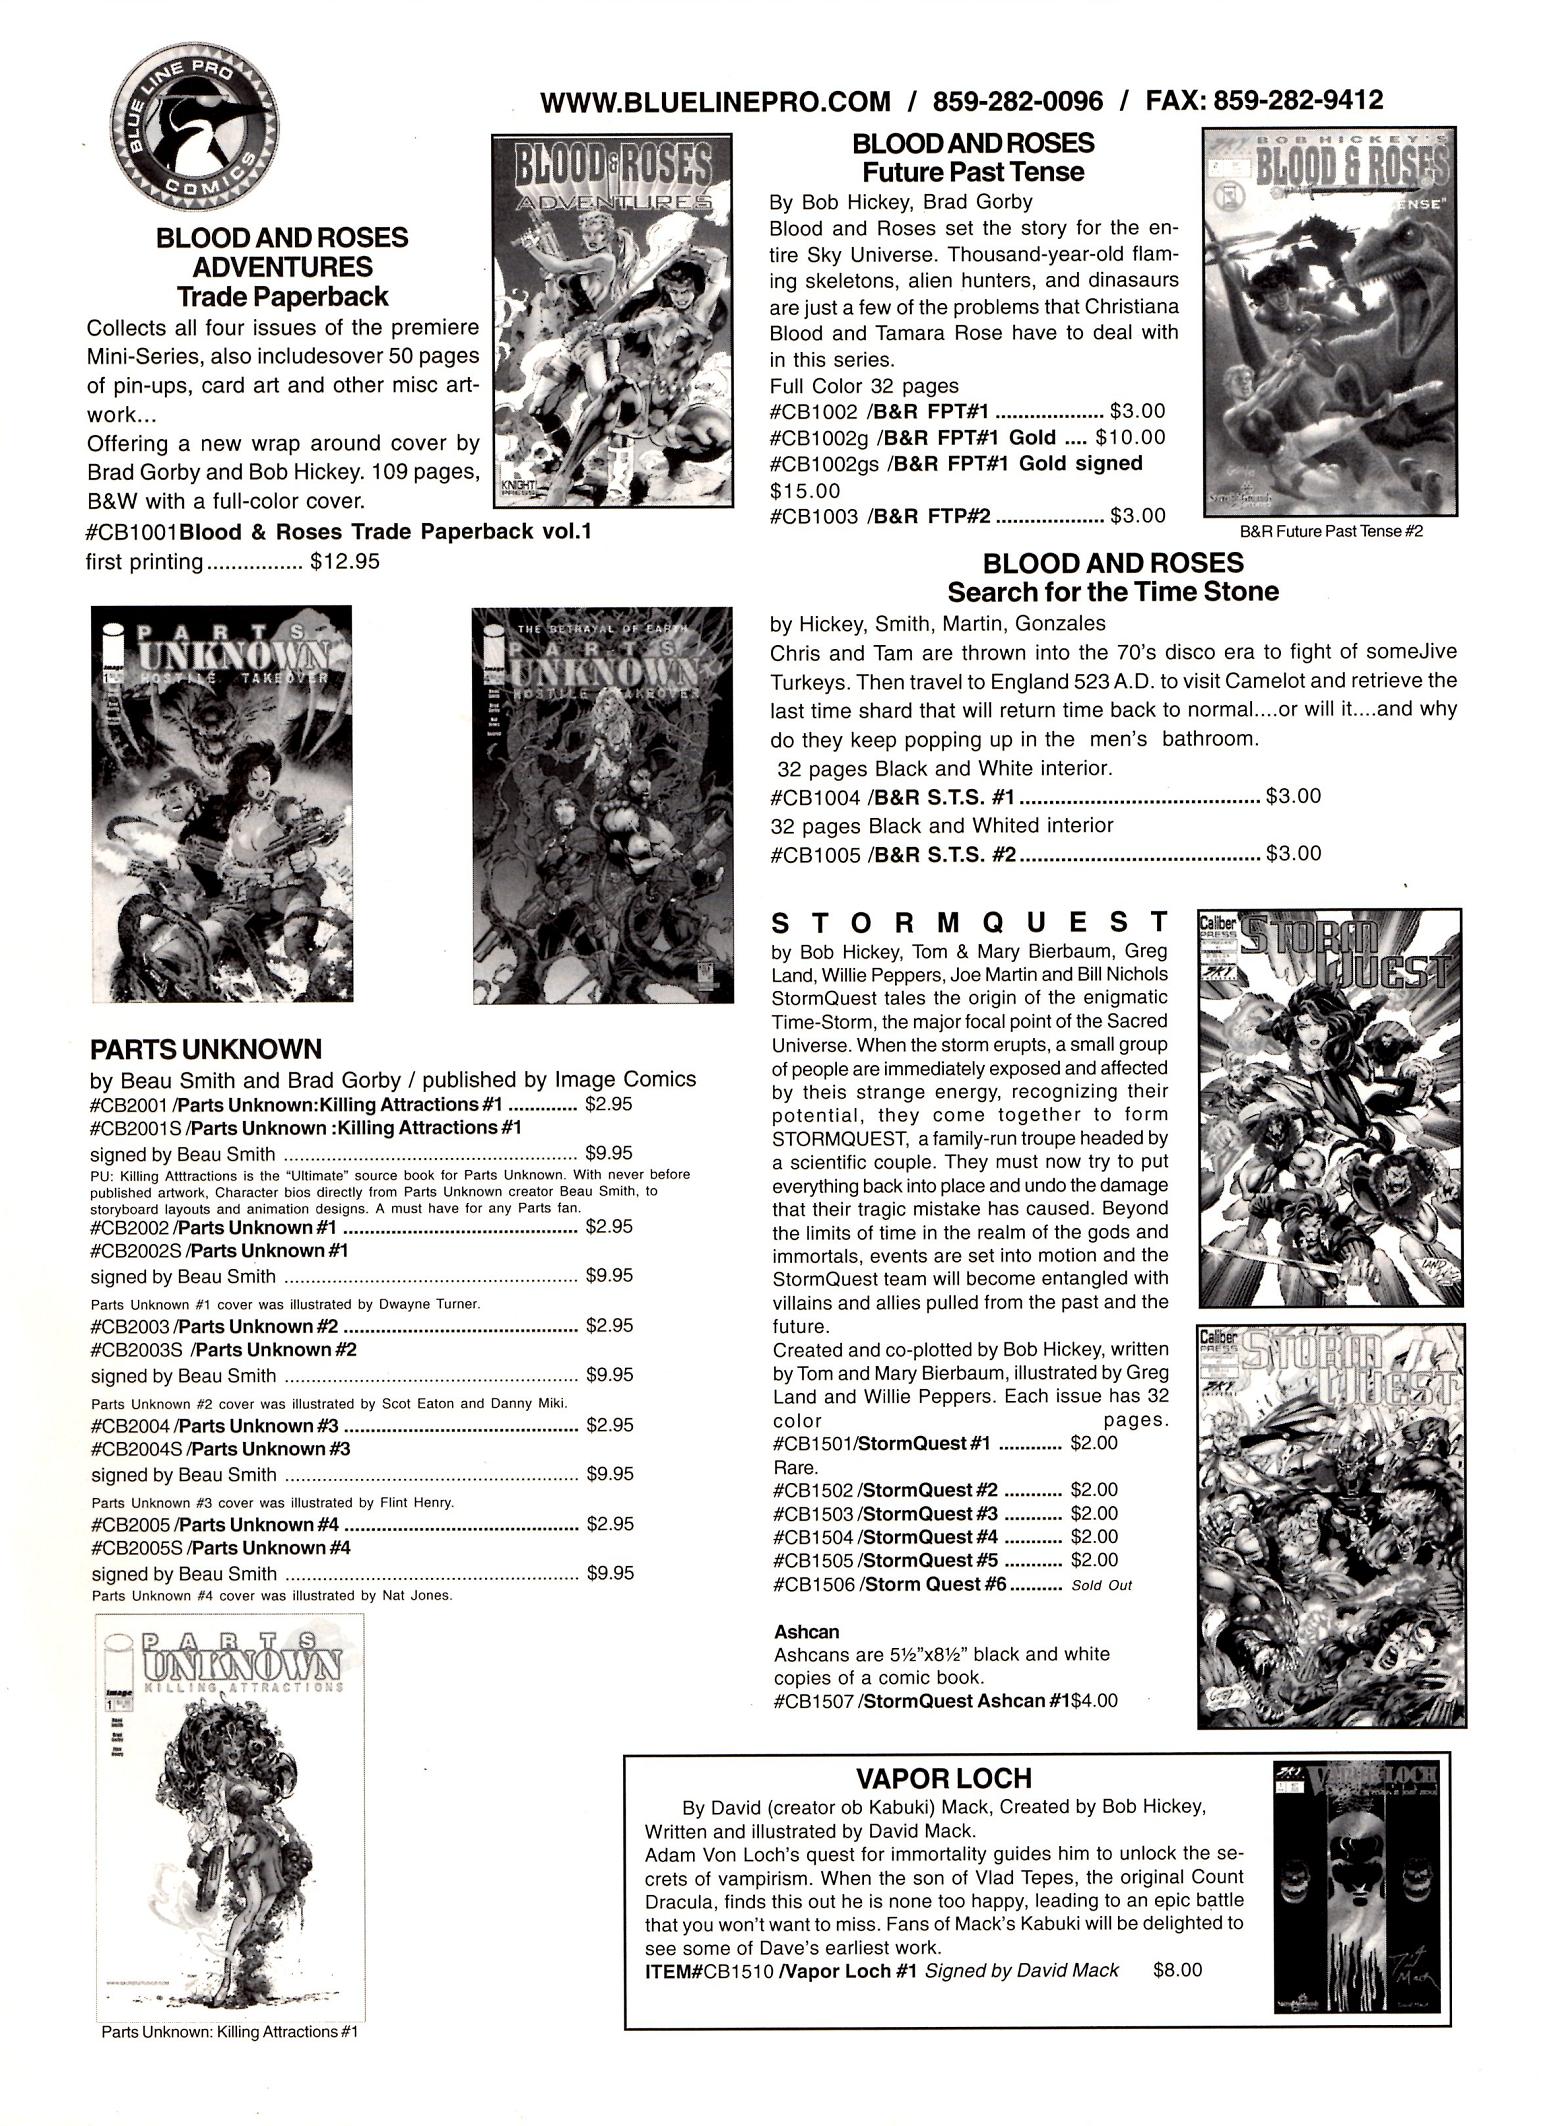 BLUE LINE PRO
COMICS
WWW.BLUELINEPRO.COM / 859-282-0096 / FAX: 859-282-9412
BLOOD AND ROSES
ADVENTURES
Trade Paperback
Collects all four issues of the premiere
Mini-Series, also includesover 50 pages
of pin-ups, card art and other misc art-
work...
Offering a new wrap around cover by
Brad Gorby and Bob Hickey. 109 pages,
B&W with a full-color cover.
#CB1001Blood & Roses Trade Paperback vol.1
first printing................ $12.95
BLOOD & ROSES
ADVENTURES
KNIGHT
BLOOD AND ROSES
Future Past Tense
By Bob Hickey, Brad Gorby
Blood and Roses set the story for the en-
tire Sky Universe. Thousand-year-old flam-
ing skeletons, alien hunters, and dinasaurs
are just a few of the problems that Christiana
Blood and Tamara Rose have to deal with
in this series.
Full Color 32 pages
#CB1002 /B&R FPT#1 ................... $3.00
#CB1002g /B&R FPT#1 Gold .... $10.00
#CB1002gs /B&R FPT#1 Gold signed
$15.00
#CB1003 /B&R FTP#2 ................... $3.00
BOB HICKEY'S
BLOOD & ROSES
ENSE"
B&R Future Past Tense #2
BLOOD AND ROSES
Search for the Time Stone
by Hickey, Smith, Martin, Gonzales
Chris and Tam are thrown into the 70's disco era to fight of someJive
Turkeys. Then travel to England 523 A.D. to visit Camelot and retrieve the
last time shard that will return time back to normal....or will it....and why
do they keep popping up in the men's bathroom.
32 pages Black and White interior.
#CB1004 /B&R S.T.S. #1 ......................................... $3.00
32 pages Black and Whited interior
#CB1005 /B&R S.T.S. #2 ......................................... $3.00
PARTS
UNKNOWN
HOSTILE TAKEOVER
Image
THE BETRAYAL OF EARTH
PARTS
UNKNOWN
HOSTILE TAKEOVER
PARTS UNKNOWN
by Beau Smith and Brad Gorby / published by Image Comics
#CB2001 /Parts Unknown:Killing Attractions #1 ............. $2.95
#CB2001S /Parts Unknown :Killing Attractions #1
signed by Beau Smith ....................................................... $9.95
PU: Killing Atttractions is the "Ultimate" source book for Parts Unknown. With never before
published artwork, Character bios directly from Parts Unknown creator Beau Smith, to
storyboard layouts and animation designs. A must have for any Parts fan.
#CB2002 /Parts Unknown #1 ............................................ $2.95
#CB2002S /Parts Unknown #1
signed by Beau Smith ....................................................... $9.95
Parts Unknown #1 cover was illustrated by Dwayne Turner.
#CB2003 /Parts Unknown #2 ............................................ $2.95
#CB2003S /Parts Unknown #2
signed by Beau Smith ....................................................... $9.95
Parts Unknown #2 cover was illustrated by Scot Eaton and Danny Miki.
#CB2004 /Parts Unknown #3 ............................................ $2.95
#CB2004S /Parts Unknown #3
signed by Beau Smith ....................................................... $9.95
Parts Unknown #3 cover was illustrated by Flint Henry.
#CB2005 /Parts Unknown #4 ............................................ $2.95
#CB2005S /Parts Unknown #4
signed by Beau Smith ....................................................... $9.95
Parts Unknown #4 cover was illustrated by Nat Jones.
PARTS
UNKNOWN
KILLING ATTRACTIONS
Image
1
Parts Unknown: Killing Attractions #1
STORMQUEST
by Bob Hickey, Tom & Mary Bierbaum, Greg
Land, Willie Peppers, Joe Martin and Bill Nichols
StormQuest tales the origin of the enigmatic
Time-Storm, the major focal point of the Sacred
Universe. When the storm erupts, a small group
of people are immediately exposed and affected
by theis strange energy, recognizing their
potential, they come together to form
STORMQUEST, a family-run troupe headed by
a scientific couple. They must now try to put
everything back into place and undo the damage
that their tragic mistake has caused. Beyond
the limits of time in the realm of the gods and
immortals, events are set into motion and the
StormQuest team will become entangled with
villains and allies pulled from the past and the
future.
Created and co-plotted by Bob Hickey, written
by Tom and Mary Bierbaum, illustrated by Greg
Land and Willie Peppers. Each issue has 32
color pages.
#CB1501/StormQuest #1 ............ $2.00
Rare.
#CB1502 /StormQuest #2 ........... $2.00
#CB1503 /StormQuest #3 ........... $2.00
#CB1504 /StormQuest #4 ........... $2.00
#CB1505 /StormQuest #5 ........... $2.00
#CB1506 /Storm Quest #6.......... Sold Out
Ashcan
Ashcans are 5½"x8½" black and white
copies of a comic book.
#CB1507 /StormQuest Ashcan #1$4.00
Caliber
PRESS
SKY
STORM
QUEST
LAND
Caliber
PRESS
SKY
STORM
QUEST
VAPOR LOCH
By David (creator ob Kabuki) Mack, Created by Bob Hickey,
Written and illustrated by David Mack.
Adam Von Loch's quest for immortality guides him to unlock the se-
crets of vampirism. When the son of Vlad Tepes, the original Count
Dracula, finds this out he is none too happy, leading to an epic battle
that you won't want to miss. Fans of Mack's Kabuki will be delighted to
see some of Dave's earliest work.
ITEM#CB1510 /Vapor Loch #1 Signed by David Mack $8.00
SKY
VAPOR LOCH
Mack